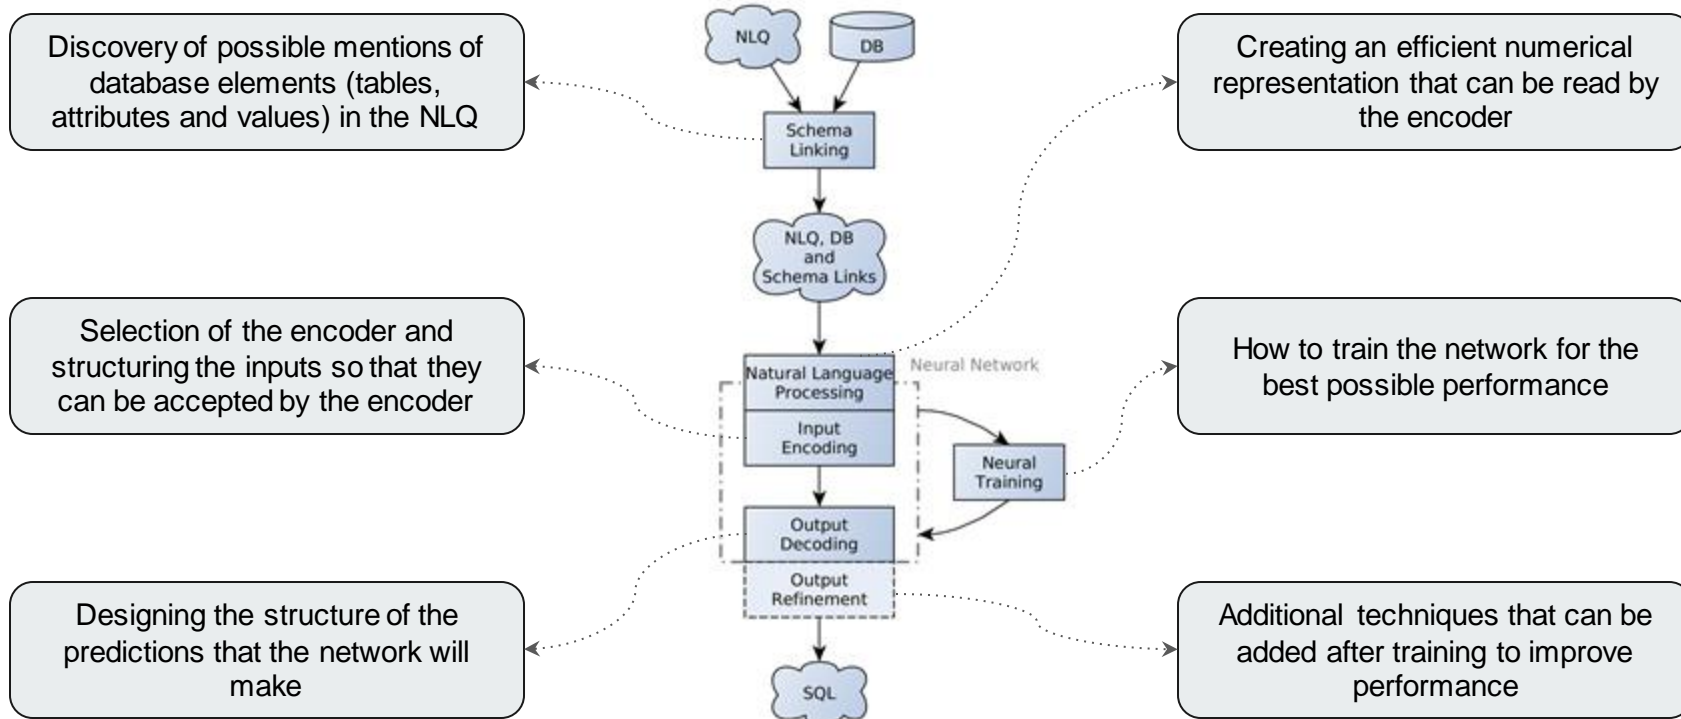 Discovery of possible mentions of
database elements (tables,
attributes and values) in the NLQ
NLQ
DB
Creating an efficient numerical
representation that can be read by
the encoder
Schema
Linking
NLQ, DB
and
Schema Links
Selection of the encoder and
structuring the inputs so that they
can be accepted by the encoder
Natural Language
Processing
Neural Network
Input
Encoding
How to train the network for the
best possible performance
Neural
Training
Output
Decoding
Output
Refinement
Designing the structure of the
predictions that the network will
make
SQL
Additional techniques that can be
added after training to improve
performance